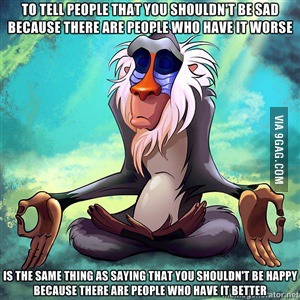 TO TELL PEOPLE THAT YOU SHOULDN'T BE SAD
BECAUSE THERE ARE PEOPLE WHO HAVE IT WORSE
VIA 9GAG.COM
IS THE SAME THING AS SAYING THAT YOU SHOULDN'T BE HAPPY
BECAUSE THERE ARE PEOPLE WHO HAVE IT BETTER